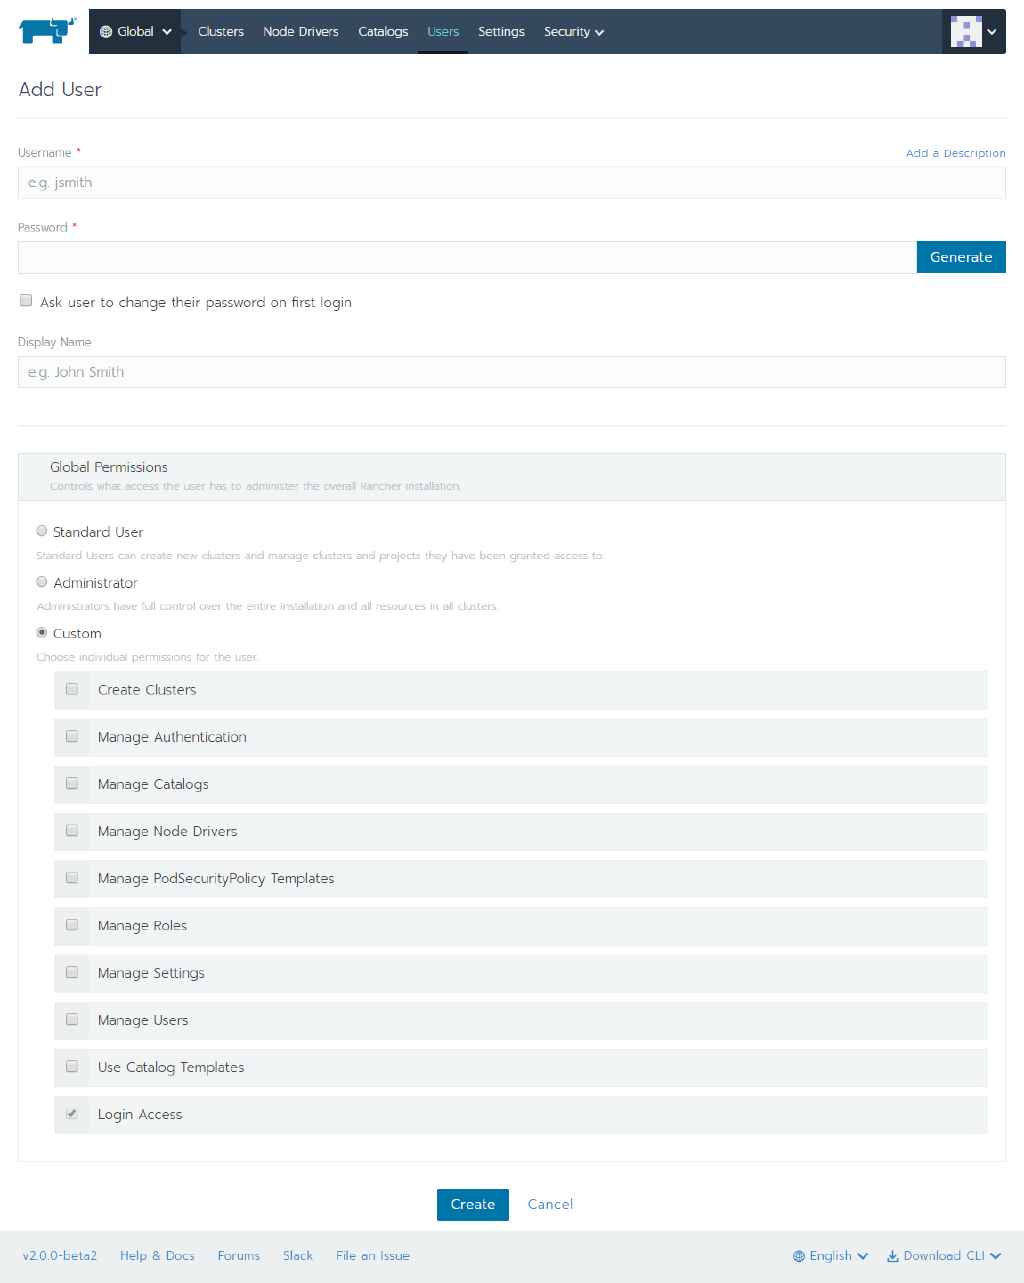 Global Clusters Node Drivers Catalogs Users Settings Security
Add User
Username * Add a Description
e.g. jsmith
Password *
Generate
Ask user to change their password on first login
Display Name
e.g. John Smith
Global Permissions
Controls what access the user has to administer the overall Rancher installation.
Standard User
Standard Users can create new clusters and manage clusters and projects they have been granted access to.
Administrator
Administrators have full control over the entire installation and all resources in all clusters.
Custom
Choose individual permissions for the user.
Create Clusters
Manage Authentication
Manage Catalogs
Manage Node Drivers
Manage PodSecurityPolicy Templates
Manage Roles
Manage Settings
Manage Users
Use Catalog Templates
Login Access
Create Cancel
v2.0.0-beta2 Help & Docs Forums Slack File an Issue English Download CLI